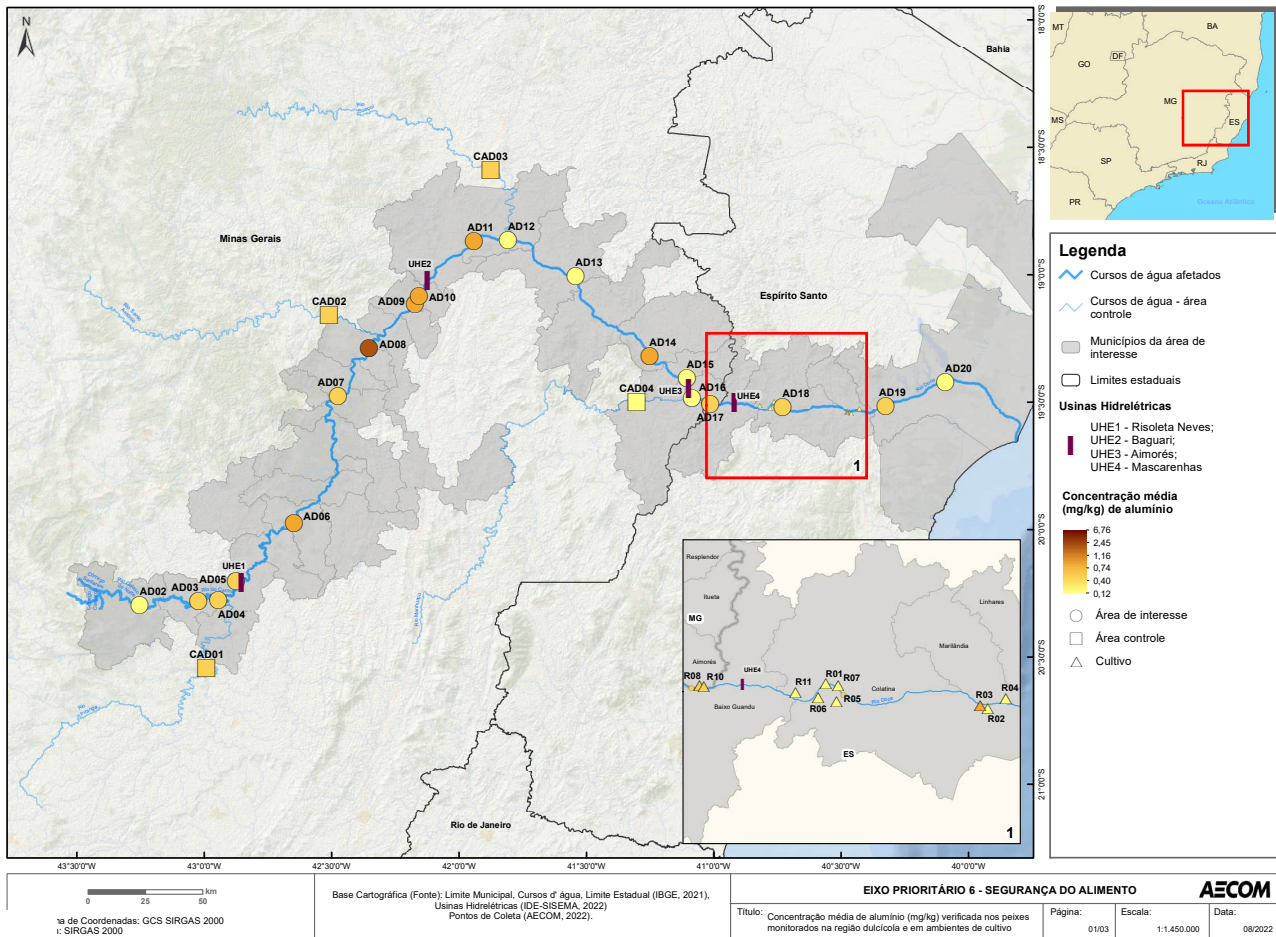 N
Bahia
Minas Gerais
Espírito Santo
Rio de Janeiro
CAD03
AD11
AD12
UHE2
AD13
AD09
AD10
CAD02
AD08
AD14
AD07
AD15
CAD04
UHE3
AD16
UHE4
AD17
AD18
AD19
AD20
Rio Doce
1
AD06
UHE1
AD05
AD02
AD03
AD04
CAD01
Rio Manhuaçu
Rio Piranga
18°0'0"S
18°30'0"S
19°0'0"S
19°30'0"S
20°0'0"S
20°30'0"S
21°0'0"S
43°30'0"W
43°0'0"W
42°30'0"W
42°0'0"W
41°30'0"W
41°0'0"W
40°30'0"W
40°0'0"W
Resplendor
Itueta
MG
Aimorés
R08
R10
UHE4
Baixo Guandu
R11
R01
R07
R06
R05
Colatina
Rio Doce
Marilândia
Linhares
R03
R04
R02
ES
1
MT
BA
GO
DF
MG
ES
MS
SP
RJ
PR
Oceano Atlântico
Legenda
Cursos de água afetados
Cursos de água - área
controle
Municípios da área de
interesse
Limites estaduais
Usinas Hidrelétricas
UHE1 - Risoleta Neves;
UHE2 - Baguari;
UHE3 - Aimorés;
UHE4 - Mascarenhas
Concentração média
(mg/kg) de alumínio
6,76
2,45
1,16
0,74
0,40
0,12
Área de interesse
Área controle
Cultivo
km
0 25 50
na de Coordenadas: GCS SIRGAS 2000
: SIRGAS 2000
Base Cartográfica (Fonte): Limite Municipal, Cursos d' água, Limite Estadual (IBGE, 2021),
Usinas Hidrelétricas (IDE-SISEMA, 2022)
Pontos de Coleta (AECOM, 2022).
EIXO PRIORITÁRIO 6 - SEGURANÇA DO ALIMENTO
AECOM
Título: Concentração média de alumínio (mg/kg) verificada nos peixes
monitorados na região dulcícola e em ambientes de cultivo
Página:
01/03
Escala:
1:1.450.000
Data:
08/2022